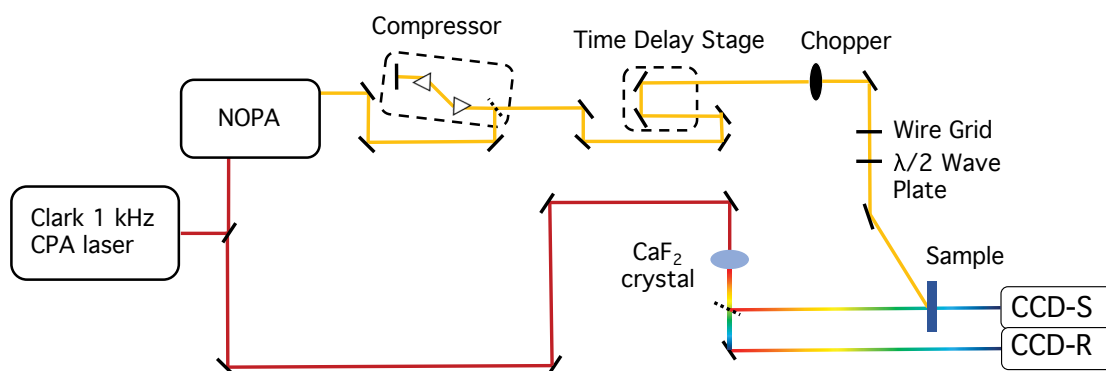 Compressor
Time Delay Stage
Chopper
NOPA
Wire Grid
λ/2 Wave
Plate
Clark 1 kHz
CPA laser
CaF₂
crystal
Sample
CCD-S
CCD-R